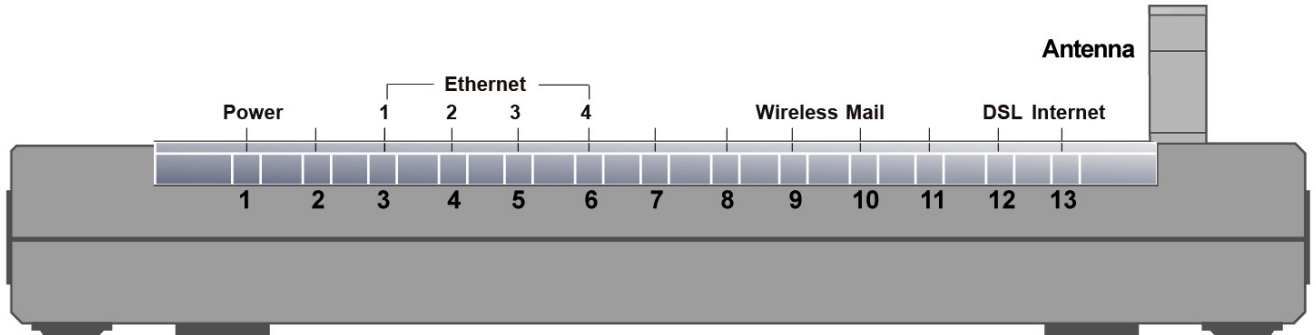 Antenna
Ethernet
Power 1 2 3 4 Wireless Mail DSL Internet
1 2 3 4 5 6 7 8 9 10 11 12 13